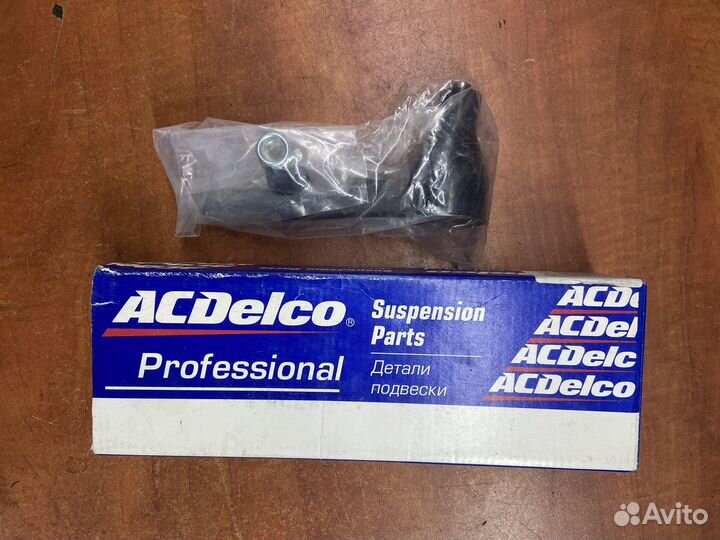 ACDelco®
Professional
Suspension
Parts
Детали
подвески
ACDe
ACDel
ACDelc
ACDelco
Avito